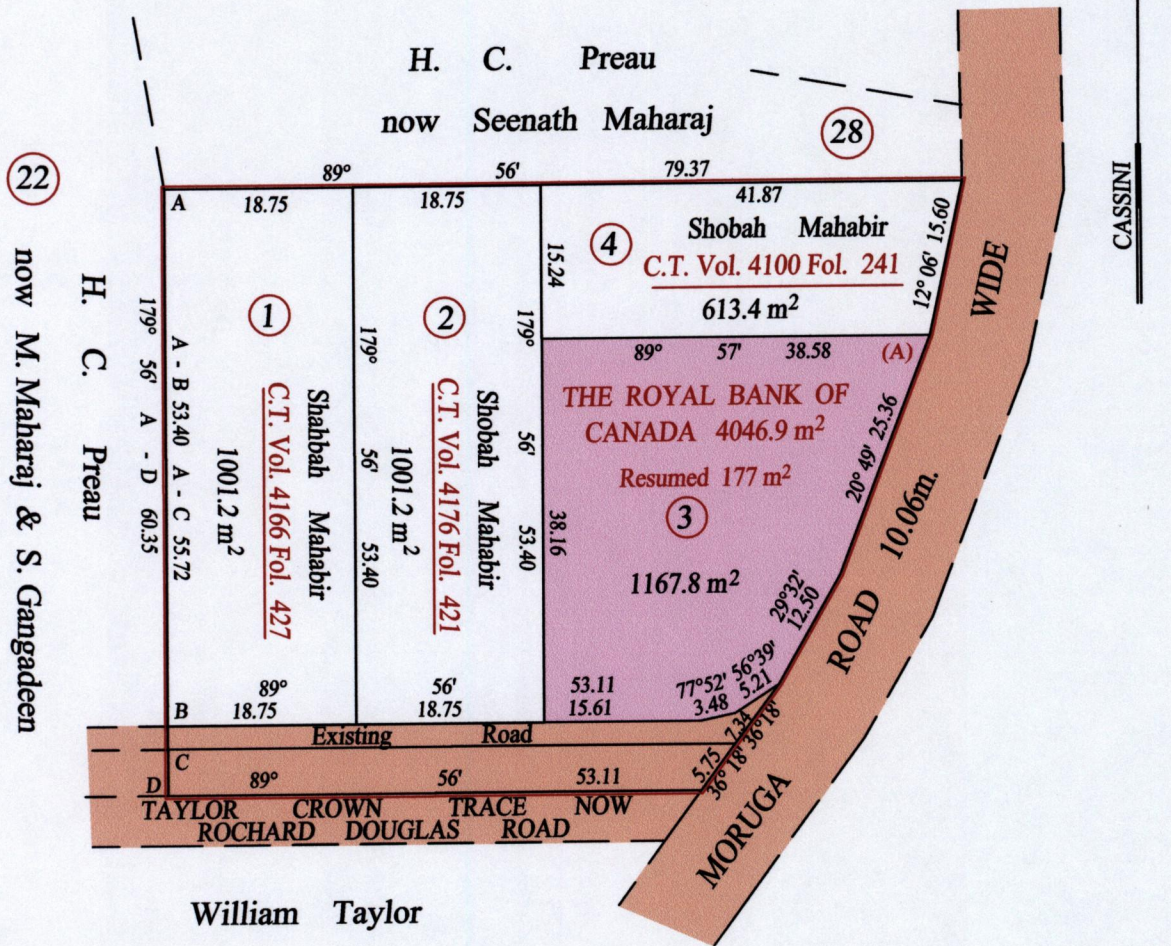 H. C. Preau
now Seenath Maharaj
28
CASSINI
22
now M. Maharaj & S. Gangadeen
H. C. Preau
89° 56' 79.37
A
18.75
18.75
41.87
4
Shobah Mahabir
C.T. Vol. 4100 Fol. 241
613.4 m²
15.24
12° 06' 15.60
179° 56' A - D 60.35
A - B 53.40 A - C 55.72
1
Shahbah Mahabir
C.T. Vol. 4166 Fol. 427
1001.2 m²
179° 56' 53.40
2
Shobah Mahabir
C.T. Vol. 4176 Fol. 421
1001.2 m²
179° 56' 53.40
38.16
89° 57' 38.58
(A)
THE ROYAL BANK OF
CANADA 4046.9 m²
Resumed 177 m²
3
1167.8 m²
20° 49' 25.36
29°32'
12.50
56°39'
5.21
77°52'
3.48
89° 56' 53.11
B
18.75
18.75
15.61
Existing Road
C
7.34
36°18'
5.75
36° 18'
D
89° 56' 53.11
TAYLOR CROWN TRACE NOW
ROCHARD DOUGLAS ROAD
MORUGA ROAD 10.06m. WIDE
William Taylor